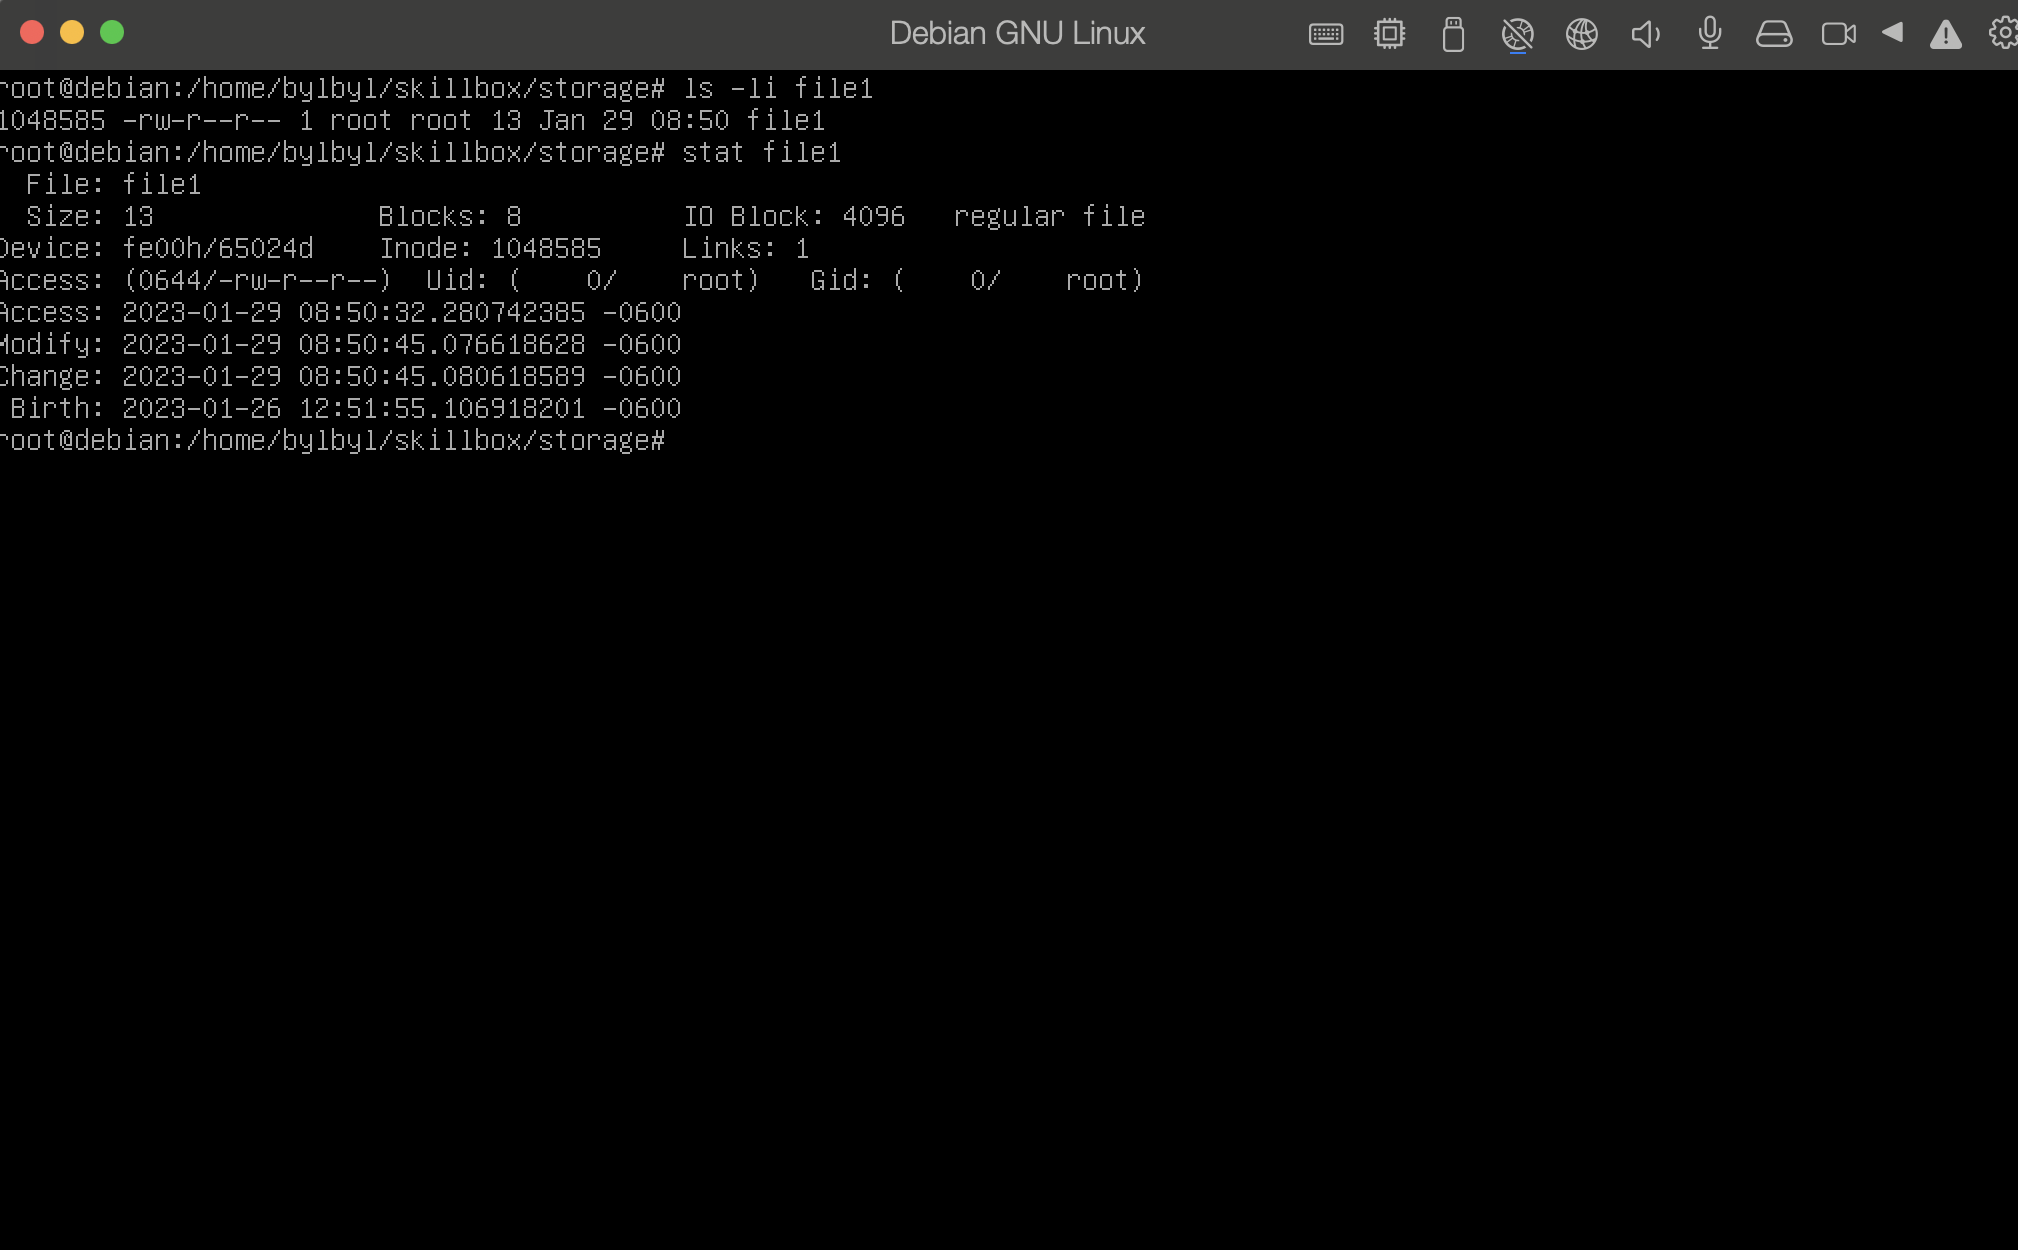 Debian GNU Linux
root@debian:/home/bylbyl/skillbox/storage# ls -li file1
1048585 -rw-r--r-- 1 root root 13 Jan 29 08:50 file1
root@debian:/home/bylbyl/skillbox/storage# stat file1
  File: file1
  Size: 13              Blocks: 8          IO Block: 4096   regular file
Device: fe00h/65024d    Inode: 1048585     Links: 1
Access: (0644/-rw-r--r--)  Uid: (    0/    root)   Gid: (    0/    root)
Access: 2023-01-29 08:50:32.280742385 -0600
Modify: 2023-01-29 08:50:45.076618628 -0600
Change: 2023-01-29 08:50:45.080618589 -0600
 Birth: 2023-01-26 12:51:55.106918201 -0600
root@debian:/home/bylbyl/skillbox/storage#